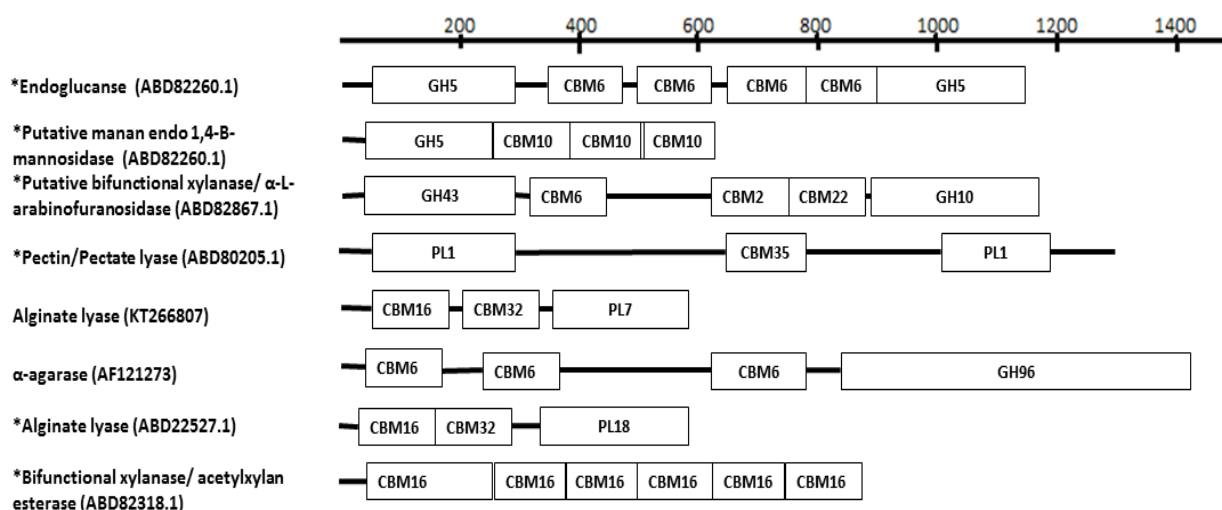 200 400 600 800 1000 1200 1400
*Endoglucanse (ABD82260.1) GH5 CBM6 CBM6 CBM6 CBM6 GH5
*Putative manan endo 1,4-B-
mannosidase (ABD82260.1) GH5 CBM10 CBM10 CBM10
*Putative bifunctional xylanase/ α-L-
arabinofuranosidase (ABD82867.1) GH43 CBM6 CBM2 CBM22 GH10
*Pectin/Pectate lyase (ABD80205.1) PL1 CBM35 PL1
Alginate lyase (KT266807) CBM16 CBM32 PL7
α-agarase (AF121273) CBM6 CBM6 CBM6 GH96
*Alginate lyase (ABD22527.1) CBM16 CBM32 PL18
*Bifunctional xylanase/ acetylxylan
esterase (ABD82318.1) CBM16 CBM16 CBM16 CBM16 CBM16 CBM16